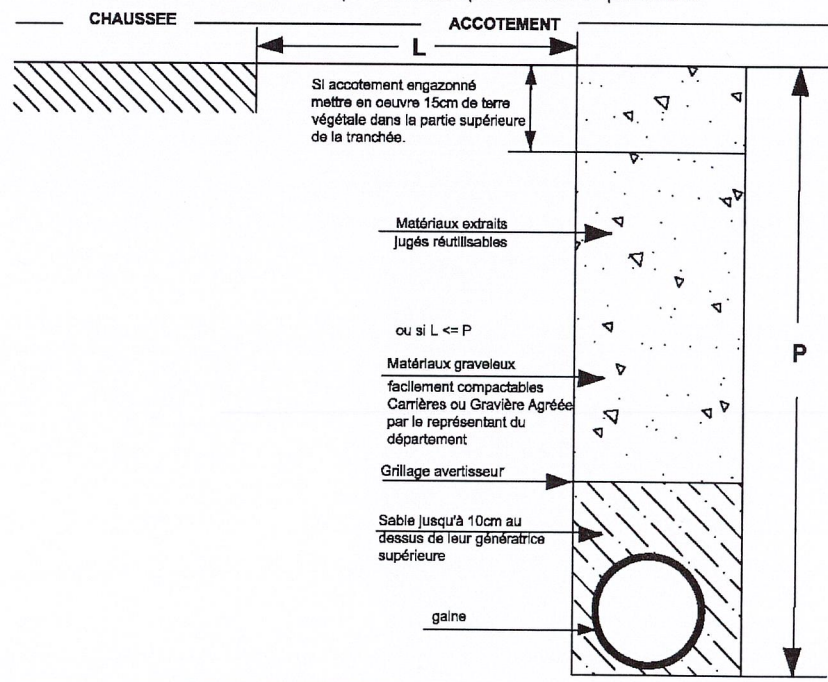 CHAUSSEE
ACCOTEMENT
L
Si accotement engazonné
mettre en oeuvre 15cm de terre
végétale dans la partie supérieure
de la tranchée.
Matériaux extraits
jugés réutilisables
ou si L <= P
P
Matériaux graveleux
facilement compactables
Carrières ou Gravière Agréée
par le représentant du
département
Grillage avertisseur
Sable jusqu'à 10cm au
dessus de leur génératrice
supérieure
gaine